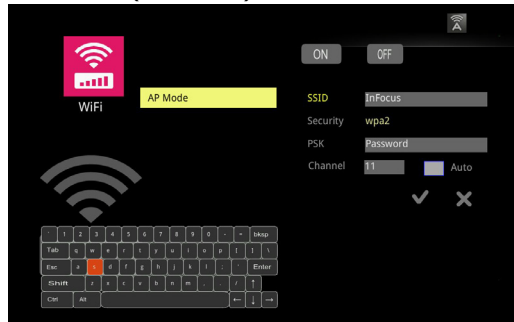 A
ON OFF
WiFi
AP Mode
SSID InFocus
Security wpa2
PSK Password
Channel 11 Auto
` 1 2 3 4 5 6 7 8 9 0 - = bksp
Tab q w e r t y u i o p [ ] \
Esc a s d f g h j k l ; ' Enter
Shift z x c v b n m , . / ↑
Ctrl Alt ← ↓ →